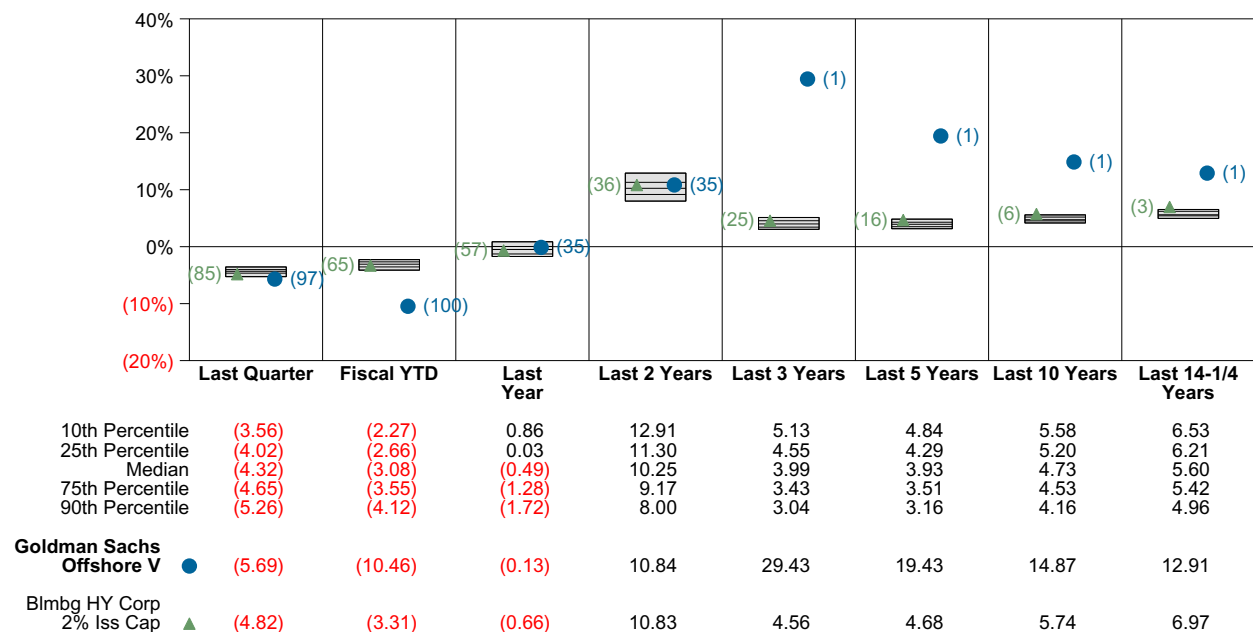 40%
30%
20%
10%
0%
(10%)
(20%)
(85) (97)
(65) (100)
(57) (35)
(36) (35)
(25) (1)
(16) (1)
(6) (1)
(3) (1)
Last Quarter Fiscal YTD Last Year Last 2 Years Last 3 Years Last 5 Years Last 10 Years Last 14-1/4 Years
10th Percentile (3.56) (2.27) 0.86 12.91 5.13 4.84 5.58 6.53
25th Percentile (4.02) (2.66) 0.03 11.30 4.55 4.29 5.20 6.21
Median (4.32) (3.08) (0.49) 10.25 3.99 3.93 4.73 5.60
75th Percentile (4.65) (3.55) (1.28) 9.17 3.43 3.51 4.53 5.42
90th Percentile (5.26) (4.12) (1.72) 8.00 3.04 3.16 4.16 4.96
Goldman Sachs
Offshore V (5.69) (10.46) (0.13) 10.84 29.43 19.43 14.87 12.91
Blmbg HY Corp
2% Iss Cap (4.82) (3.31) (0.66) 10.83 4.56 4.68 5.74 6.97